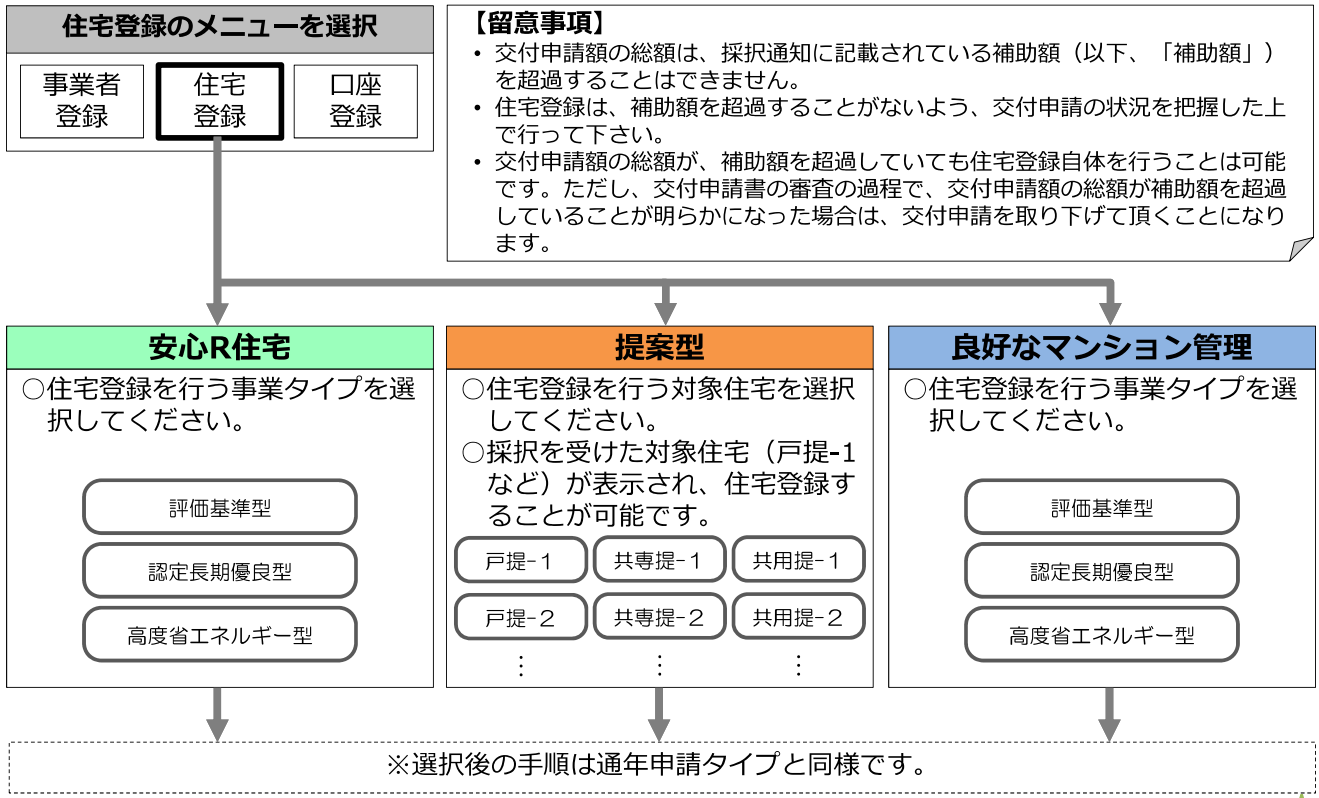 住宅登録のメニューを選択
事業者
登録
住宅
登録
口座
登録
【留意事項】
• 交付申請額の総額は、採択通知に記載されている補助額（以下、「補助額」）
を超過することはできません。
• 住宅登録は、補助額を超過することがないよう、交付申請の状況を把握した上
で行って下さい。
• 交付申請額の総額が、補助額を超過していても住宅登録自体を行うことは可能
です。ただし、交付申請書の審査の過程で、交付申請額の総額が補助額を超過
していることが明らかになった場合は、交付申請を取り下げて頂くことになり
ます。
安心R住宅
○住宅登録を行う事業タイプを選
択してください。
評価基準型
認定長期優良型
高度省エネルギー型
提案型
○住宅登録を行う対象住宅を選択
してください。
○採択を受けた対象住宅（戸提-1
など）が表示され、住宅登録す
ることが可能です。
戸提-1 共専提-1 共用提-1
戸提-2 共専提-2 共用提-2
⋮ ⋮ ⋮
良好なマンション管理
○住宅登録を行う事業タイプを選
択してください。
評価基準型
認定長期優良型
高度省エネルギー型
※選択後の手順は通年申請タイプと同様です。